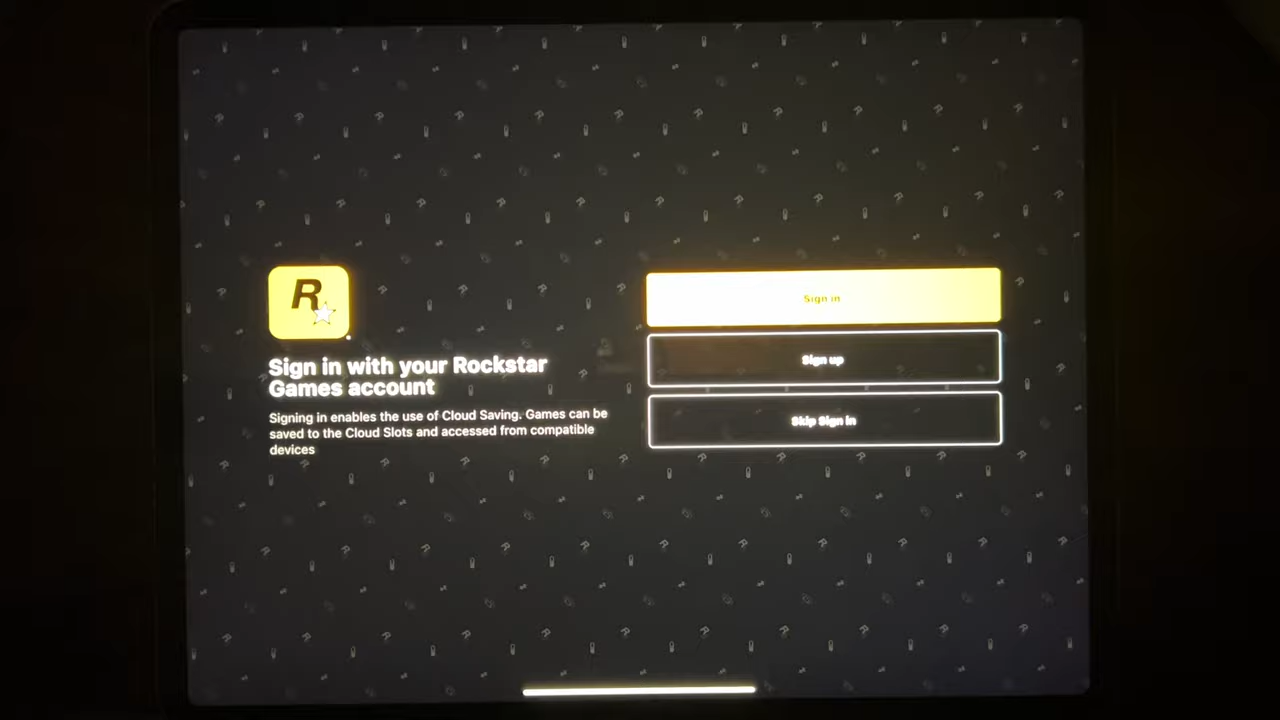 R
Sign in with your Rockstar
Games account
Signing in enables the use of Cloud Saving. Games can be
saved to the Cloud Slots and accessed from compatible
devices
Sign in
Sign up
Skip Sign in